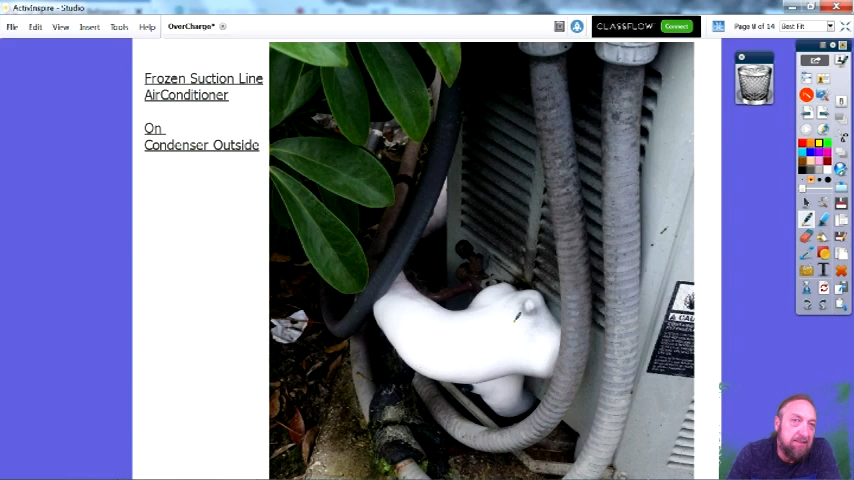 ActivInspire - Studio
File Edit View Insert Tools Help OverCharge* CLASSFLOW Connect Page 8 of 14 Best Fit
Frozen Suction Line
AirConditioner
On
Condenser Outside